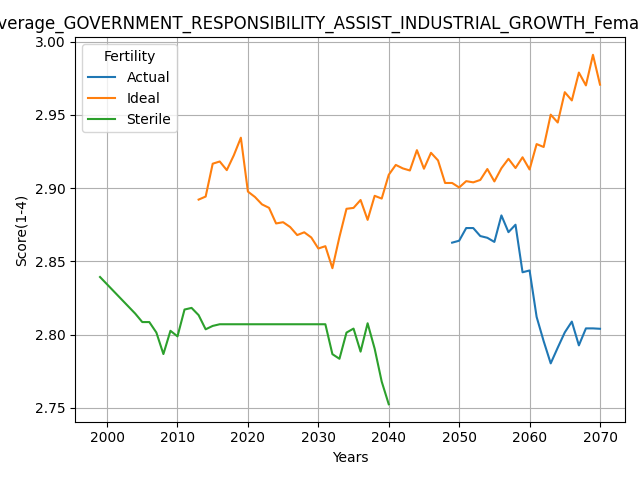 verage_GOVERNMENT_RESPONSIBILITY_ASSIST_INDUSTRIAL_GROWTH_Fema
3.00
2.95
2.90
2.85
2.80
2.75
Score(1-4)
Fertility
Actual
Ideal
Sterile
2000 2010 2020 2030 2040 2050 2060 2070
Years